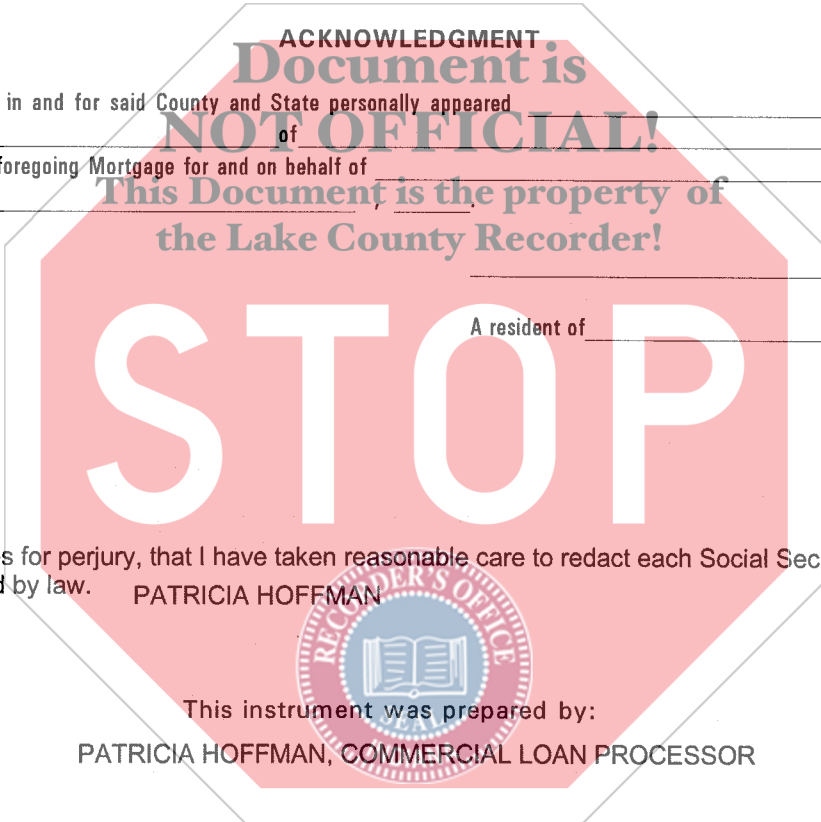 ACKNOWLEDGMENT
Document is
in and for said County and State personally appeared
NOT OFFICIAL!
of
foregoing Mortgage for and on behalf of
This Document is the property of
, .
the Lake County Recorder!
A resident of
STOP
s for perjury, that I have taken reasonable care to redact each Social Sec
d by law. PATRICIA HOFFMAN
RECORDER'S OFFICE
SEAL
This instrument was prepared by:
PATRICIA HOFFMAN, COMMERCIAL LOAN PROCESSOR